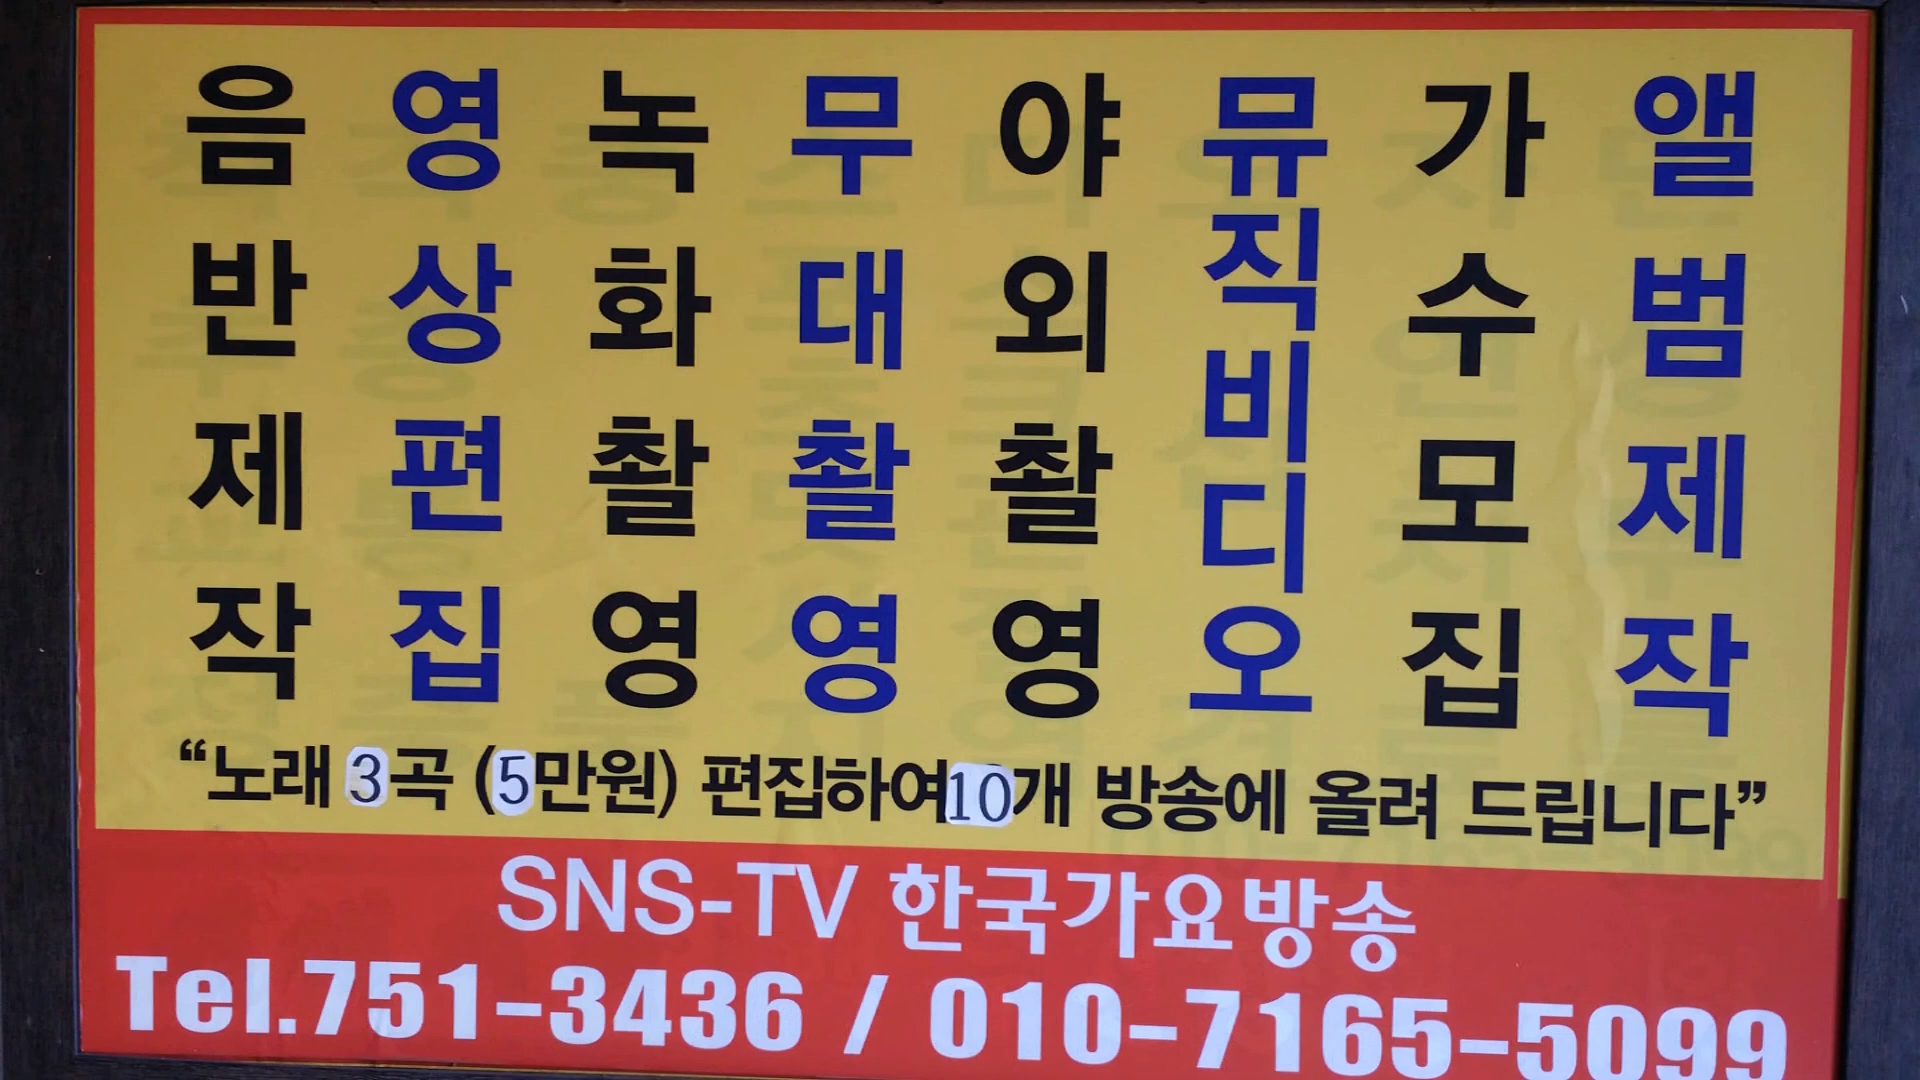 음반제작
영상편집
녹화촬영
무대촬영
야외촬영
뮤직비디오
가수모집
앨범제작
“노래 3곡 (5만원) 편집하여 10개 방송에 올려 드립니다”
SNS-TV 한국가요방송
Tel.751-3436 / 010-7165-5099